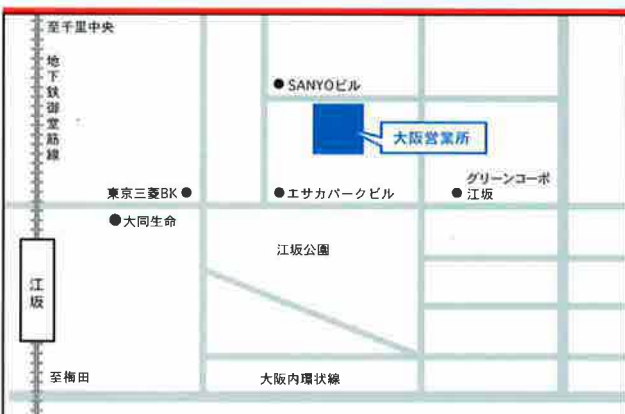 至千里中央
地下鉄御堂筋線
SANYOビル
大阪営業所
東京三菱BK
エサカパークビル
グリーンコーポ
江坂
大同生命
江坂公園
江坂
至梅田
大阪内環状線